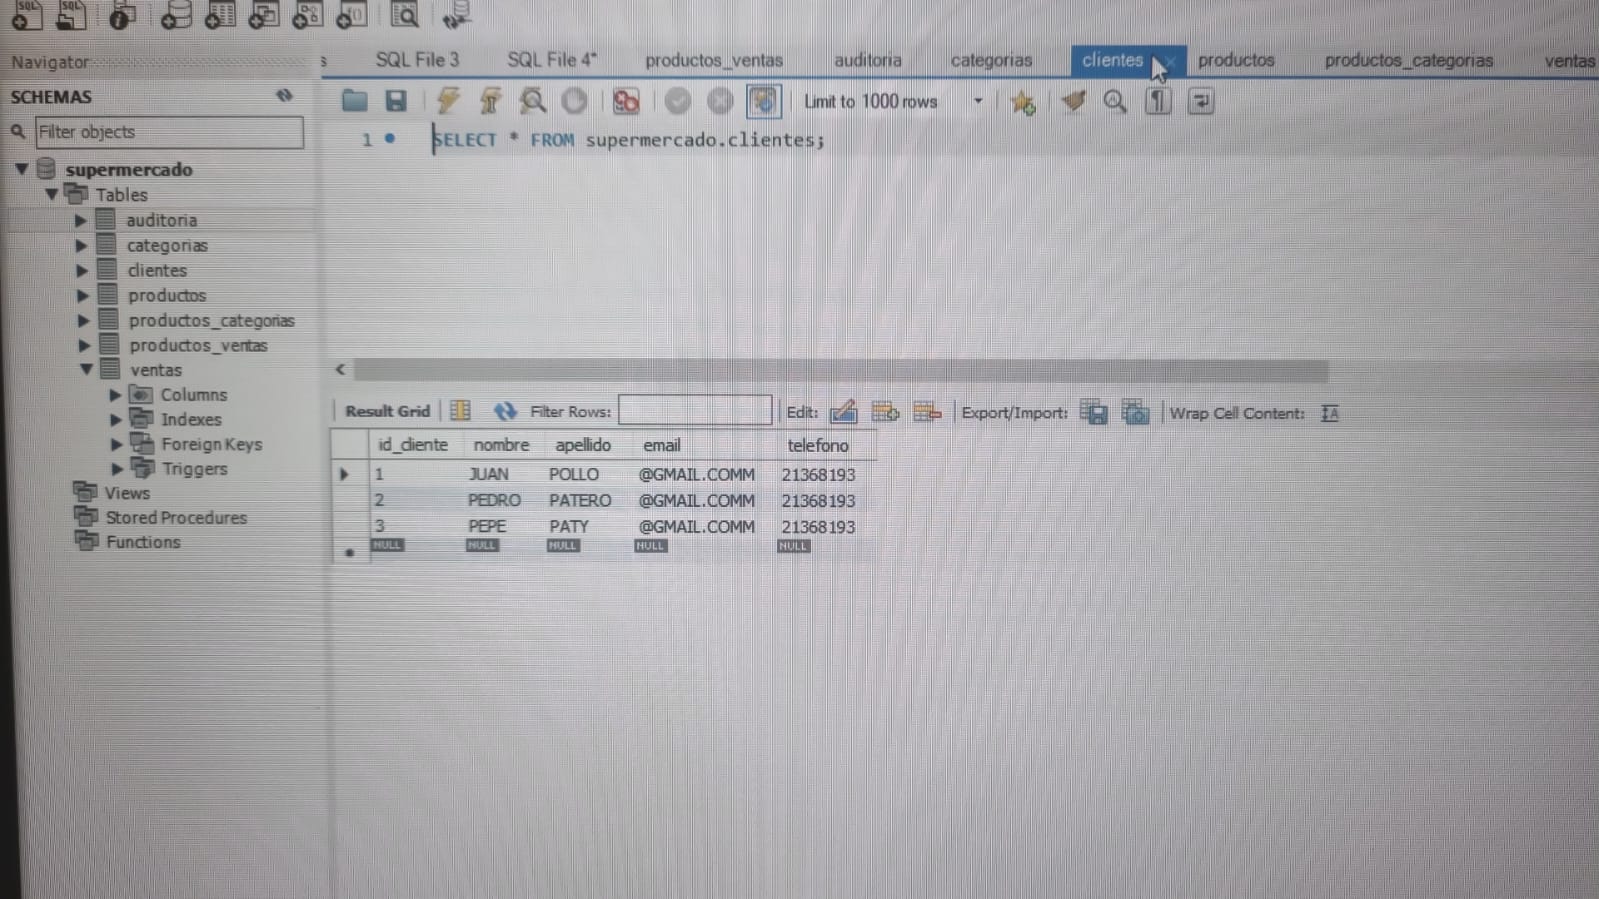 SQL SQL
Navigator
s SQL File 3 SQL File 4* productos_ventas auditoria categorias clientes productos productos_categorias ventas
SCHEMAS
Limit to 1000 rows
Filter objects
1 SELECT * FROM supermercado.clientes;
supermercado
Tables
auditoria
categorias
clientes
productos
productos_categorias
productos_ventas
ventas
Columns
Indexes
Foreign Keys
Triggers
Views
Stored Procedures
Functions
Result Grid Filter Rows: Edit: Export/Import: Wrap Cell Content: IA
id_cliente nombre apellido email telefono
1 JUAN POLLO @GMAIL.COMM 21368193
2 PEDRO PATERO @GMAIL.COMM 21368193
3 PEPE PATY @GMAIL.COMM 21368193
NULL NULL NULL NULL NULL